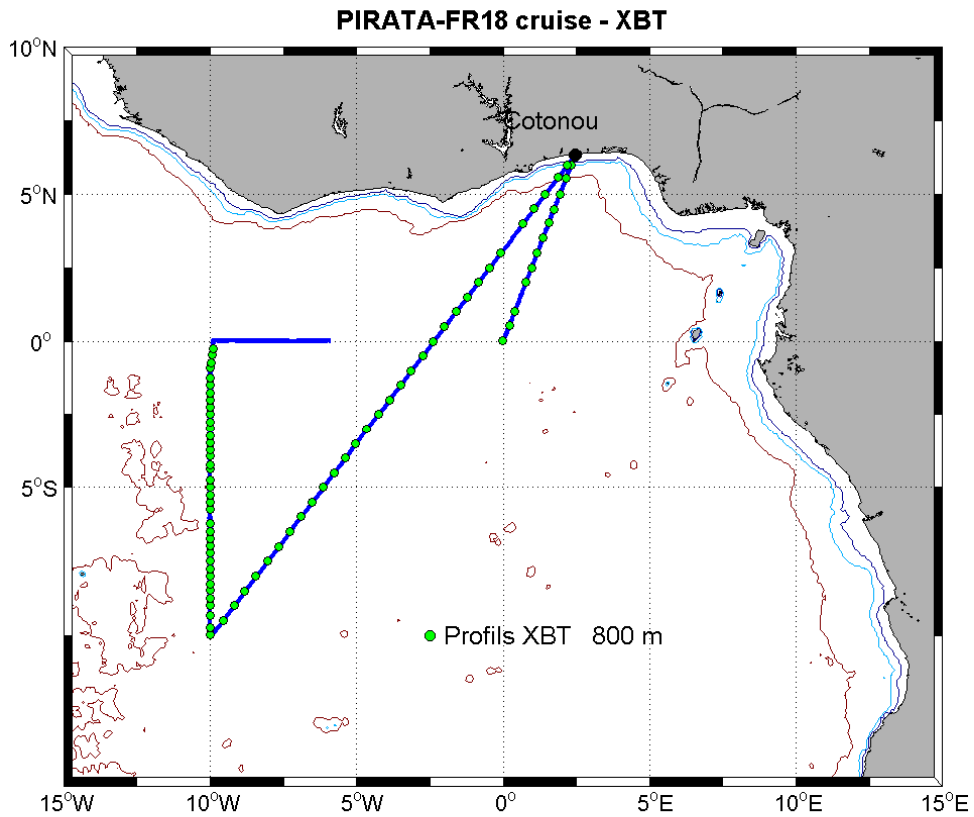 PIRATA-FR18 cruise - XBT
10°N
Cotonou
5°N
0°
5°S
Profils XBT 800 m
15°W
10°W
5°W
0°
5°E
10°E
15°E